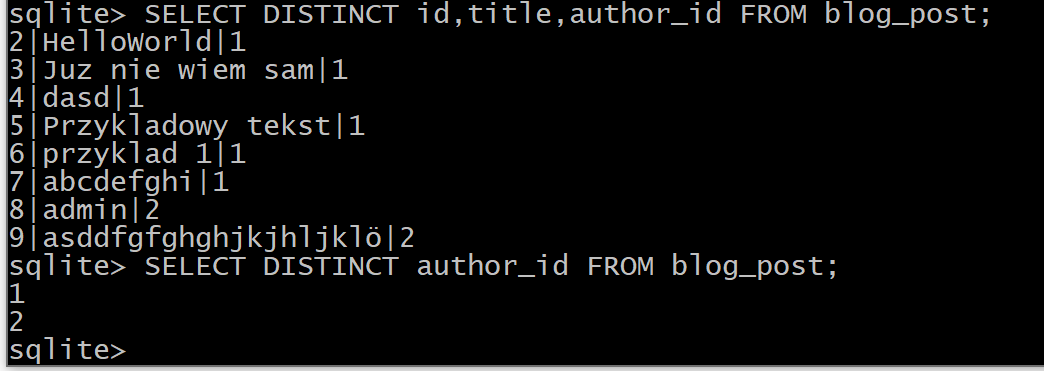 sqlite> SELECT DISTINCT id,title,author_id FROM blog_post;
2|HelloWorld|1
3|Juz nie wiem sam|1
4|dasd|1
5|Przykladowy tekst|1
6|przyklad 1|1
7|abcdefghi|1
8|admin|2
9|asddfgfghghjkjhljklö|2
sqlite> SELECT DISTINCT author_id FROM blog_post;
1
2
sqlite>